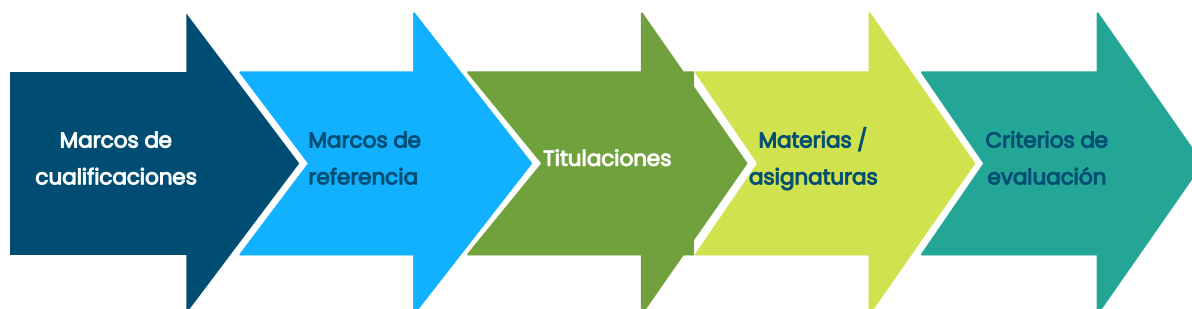 Marcos de
cualificaciones
Marcos de
referencia
Titulaciones
Materias /
asignaturas
Criterios de
evaluación